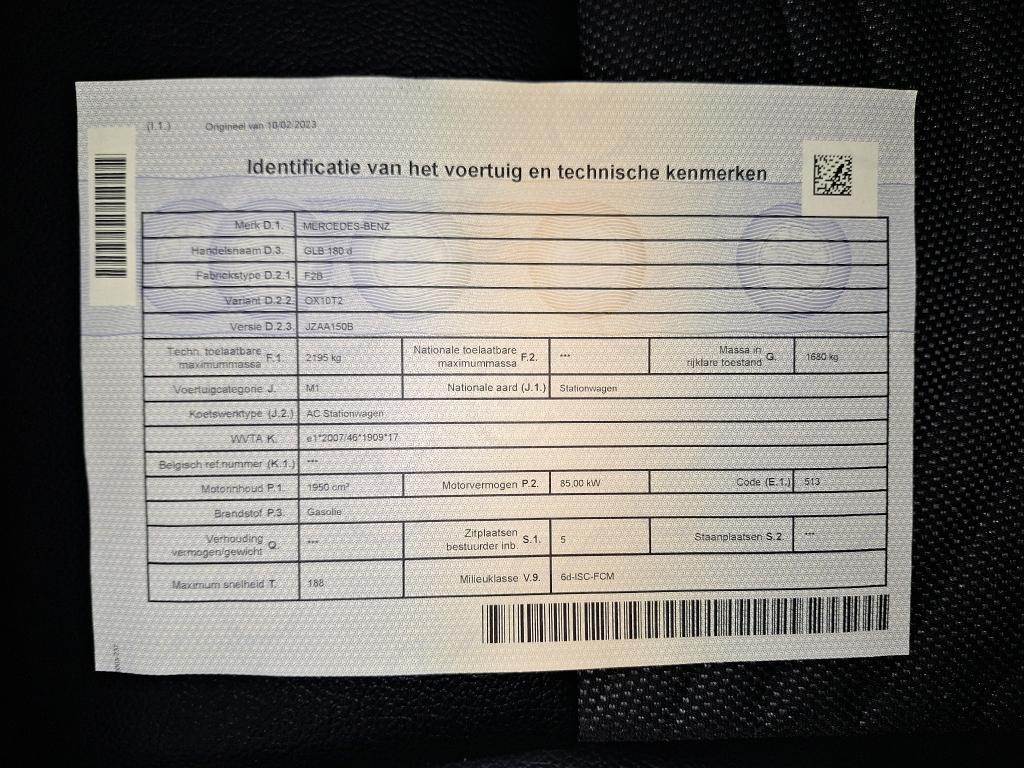 (I.1.) Origineel van 10/02/2023
Identificatie van het voertuig en technische kenmerken
Merk D.1. MERCEDES-BENZ
Handelsnaam D.3. GLB 180 d
Fabriekstype D.2.1. F2B
Variant D.2.2. OX10T2
Versie D.2.3. JZAA150B
Techn. toelaatbare maximummassa F.1. 2195 kg Nationale toelaatbare maximummassa F.2. *** Massa in rijklare toestand G. 1680 kg
Voertuigcategorie J. M1 Nationale aard (J.1.) Stationwagen
Koetswerktype (J.2.) AC Stationwagen
WVTA K. e1*2007/46*1909*17
Belgisch ref.nummer (K.1.) ***
Motorinhoud P.1. 1950 cm³ Motorvermogen P.2. 85,00 kW Code (E.1.) 513
Brandstof P.3. Gasolie
Verhouding vermogen/gewicht Q. *** Zitplaatsen bestuurder inb. S.1. 5 Staanplaatsen S.2. ***
Maximum snelheid T. 188 Milieuklasse V.9. 6d-ISC-FCM